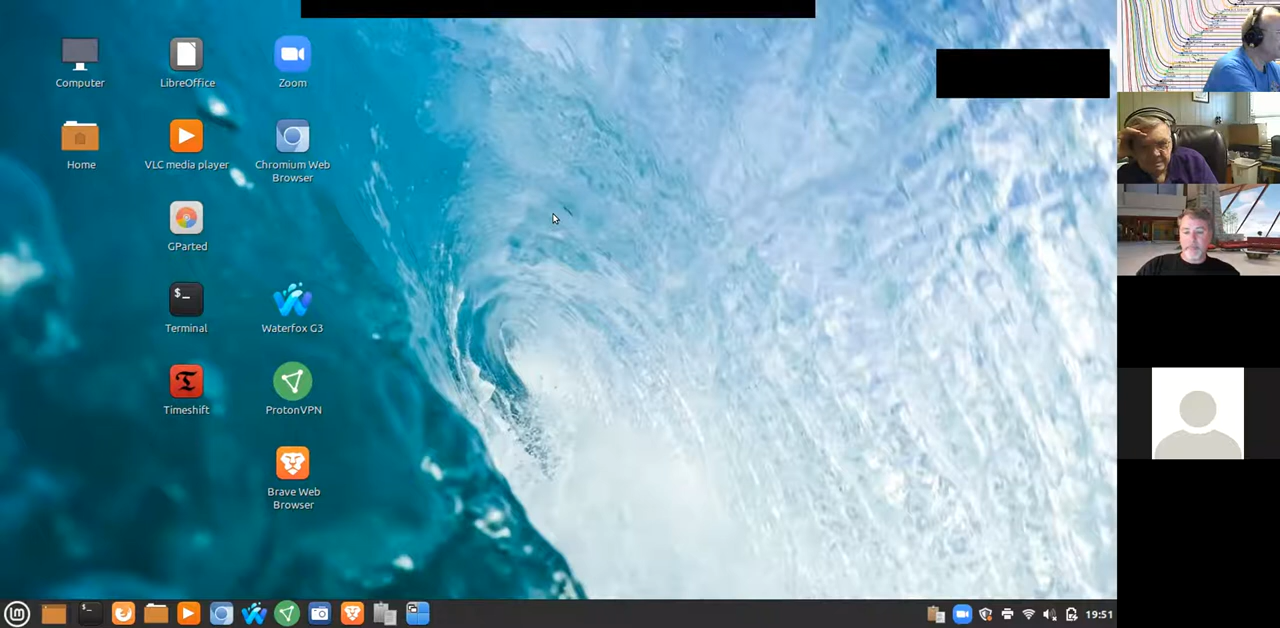 Computer
LibreOffice
Zoom
Home
VLC media player
Chromium Web
Browser
GParted
$_
Terminal
Waterfox G3
Timeshift
ProtonVPN
Brave Web
Browser
19:51